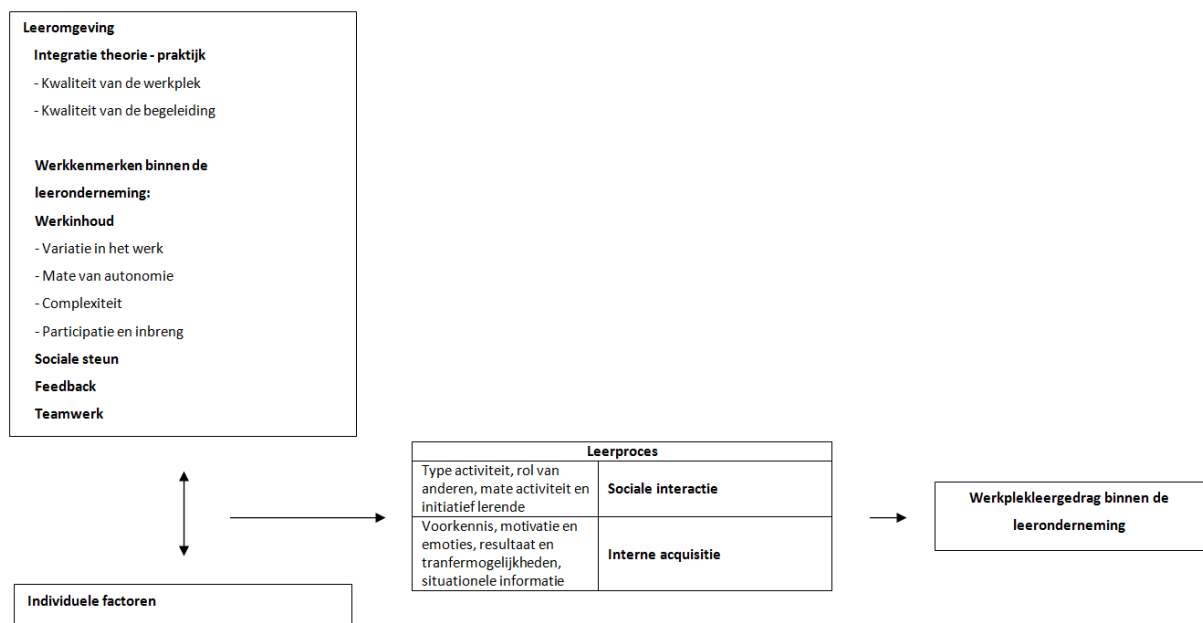 Leeromgeving
Integratie theorie - praktijk
- Kwaliteit van de werkplek
- Kwaliteit van de begeleiding
Werkkenmerken binnen de
leeronderneming:
Werkinhoud
- Variatie in het werk
- Mate van autonomie
- Complexiteit
- Participatie en inbreng
Sociale steun
Feedback
Teamwerk
Individuele factoren
Leerproces
Type activiteit, rol van
anderen, mate activiteit en
initiatief lerende
Sociale interactie
Voorkennis, motivatie en
emoties, resultaat en
tranfermogelijkheden,
situationele informatie
Interne acquisitie
Werkplekleergedrag binnen de
leeronderneming